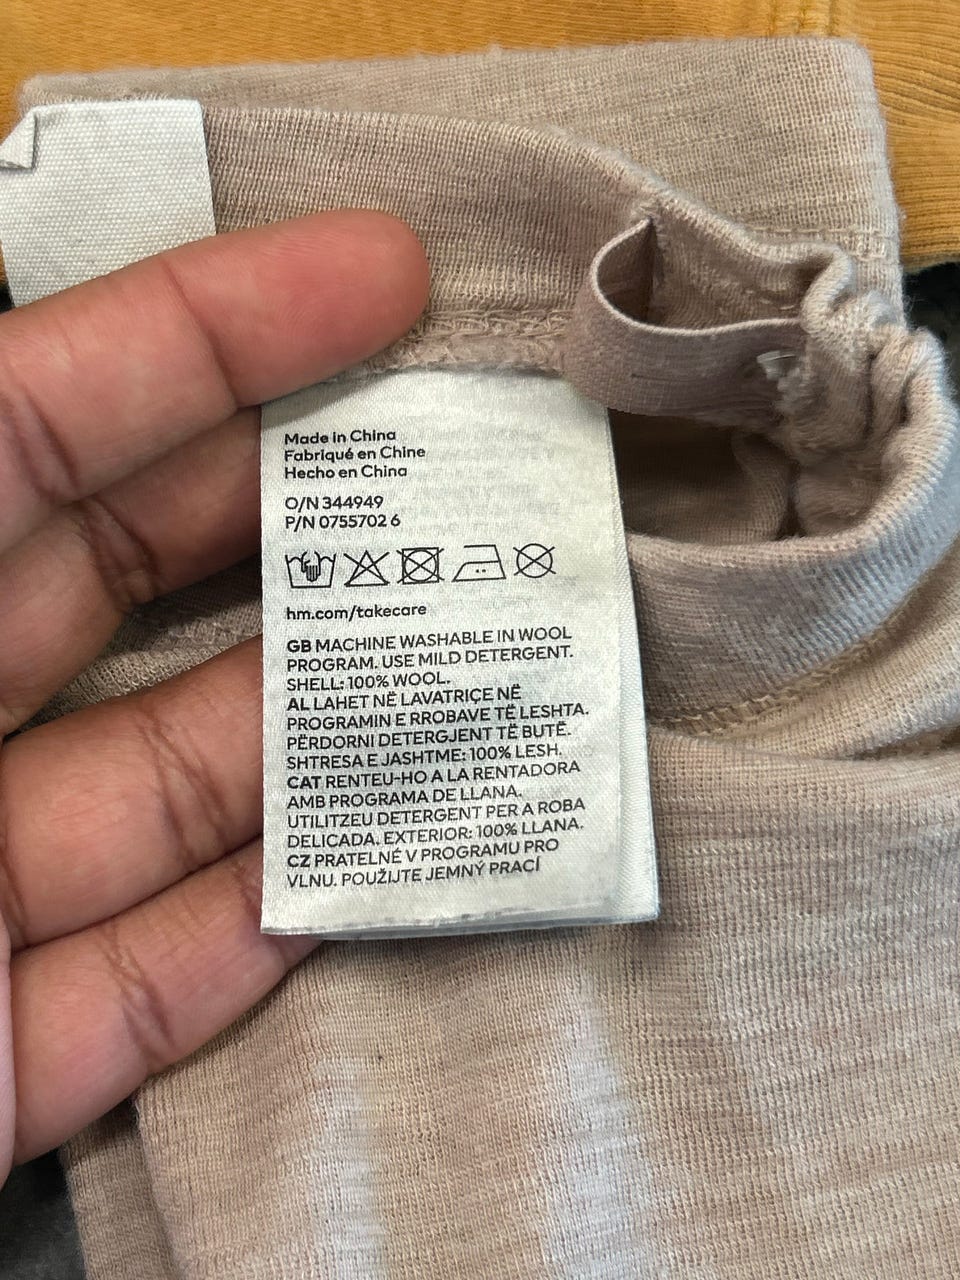 Made in China
Fabriqué en Chine
Hecho en China
O/N 344949
P/N 0755702 6
hm.com/takecare
GB MACHINE WASHABLE IN WOOL
PROGRAM. USE MILD DETERGENT.
SHELL: 100% WOOL.
AL LAHET NË LAVATRIÇE NË
PROGRAMIN E RROBAVE TË LESHTA.
PËRDORNI DETERGJENT TË BUTË.
SHTRESA E JASHTME: 100% LESH.
CAT RENTEU-HO A LA RENTADORA
AMB PROGRAMA DE LLANA.
UTILITZEU DETERGENT PER A ROBA
DELICADA. EXTERIOR: 100% LLANA.
CZ PRATELNÉ V PROGRAMU PRO
VLNU. POUŽIJTE JEMNÝ PRACÍ